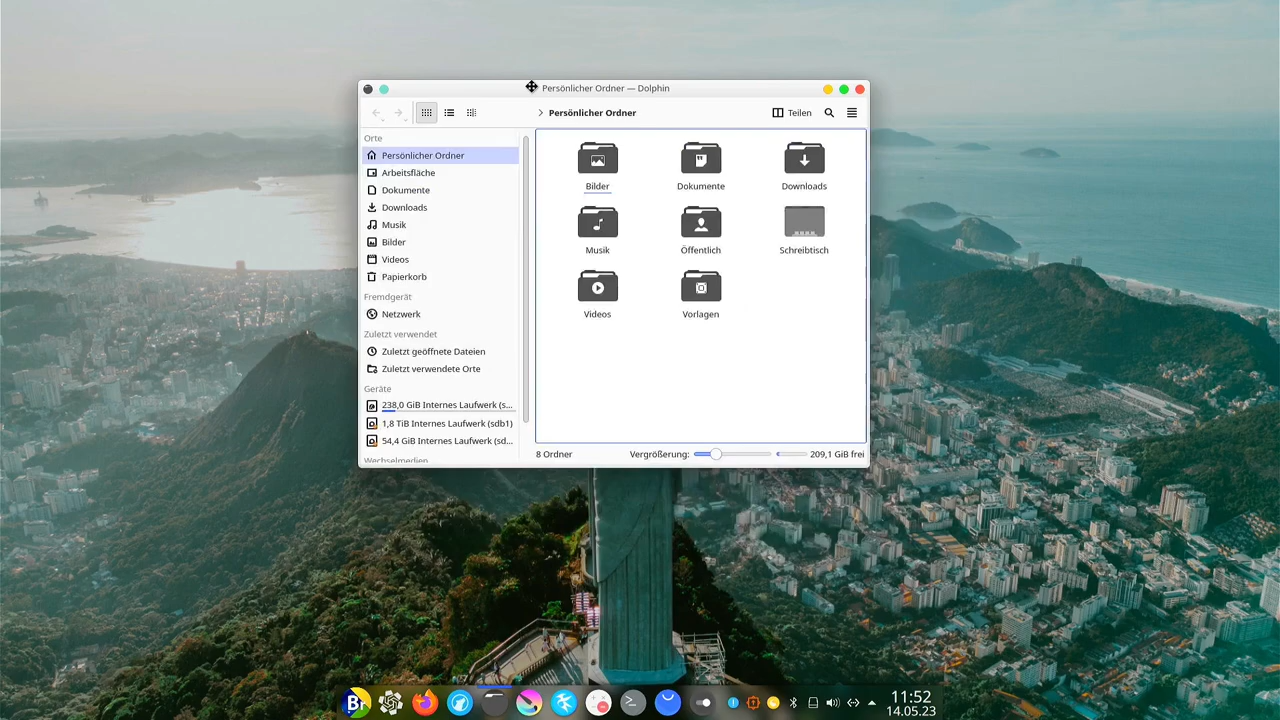 Persönlicher Ordner — Dolphin
Persönlicher Ordner
Teilen
Orte
Persönlicher Ordner
Arbeitsfläche
Dokumente
Downloads
Musik
Bilder
Videos
Papierkorb
Fremdgerät
Netzwerk
Zuletzt verwendet
Zuletzt geöffnete Dateien
Zuletzt verwendete Orte
Geräte
238,0 GiB Internes Laufwerk (s...
1,8 TiB Internes Laufwerk (sdb1)
54,4 GiB Internes Laufwerk (sd...
Wechselmedien
Bilder
Dokumente
Downloads
Musik
Öffentlich
Schreibtisch
Videos
Vorlagen
8 Ordner
Vergrößerung:
209,1 GiB frei
11:52
14.05.23